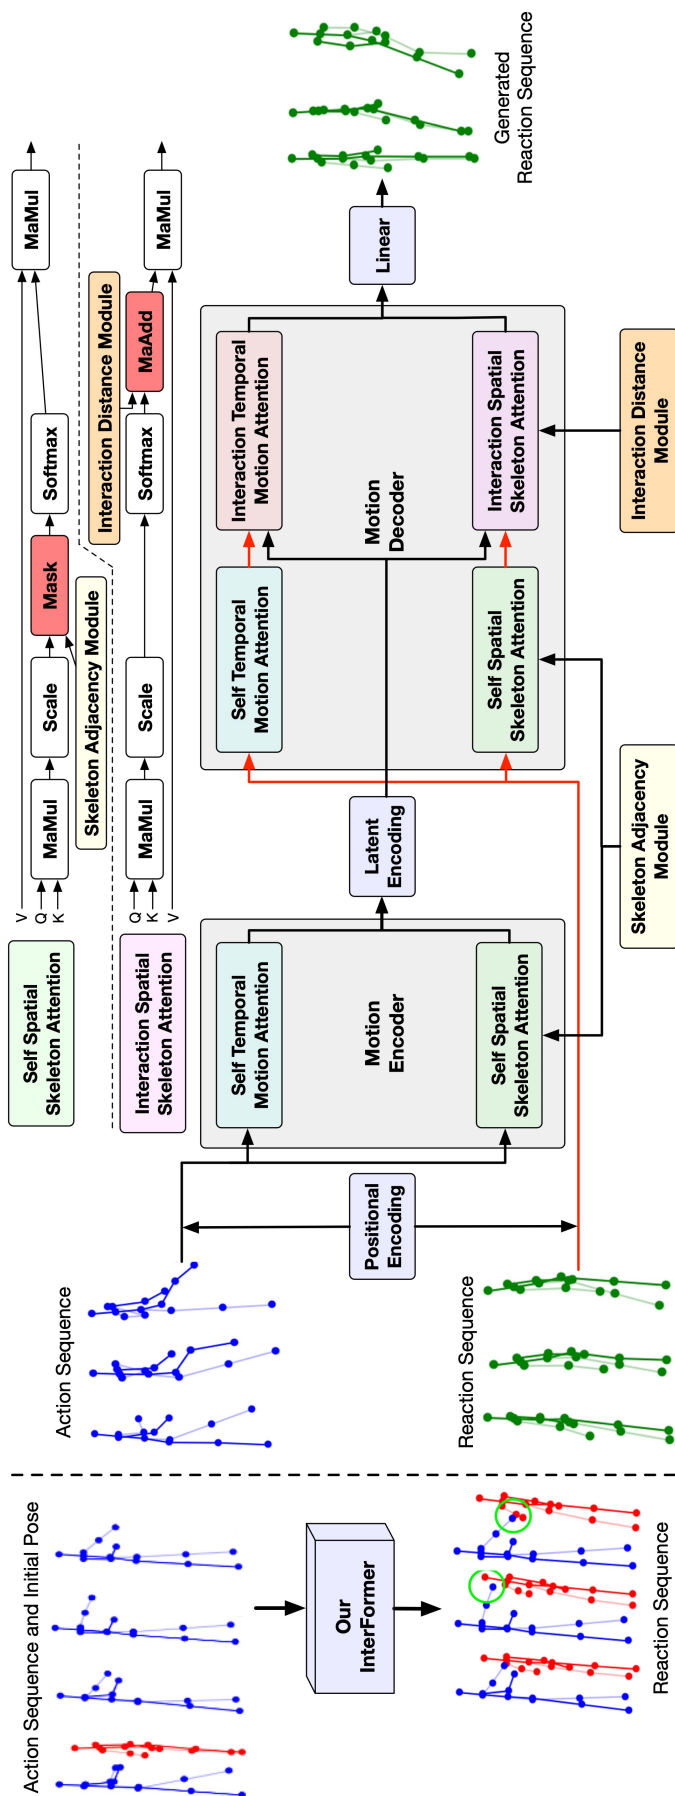 Action Sequence and Initial Pose
Our
InterFormer
Reaction Sequence
Action Sequence
Reaction Sequence
Positional
Encoding
Self Spatial
Skeleton Attention
V
Q
K
MaMul
Scale
Mask
Softmax
MaMul
Skeleton Adjacency Module
Interaction Spatial
Skeleton Attention
Q
K
V
MaMul
Scale
Softmax
MaAdd
MaMul
Interaction Distance Module
Self Temporal
Motion Attention
Motion
Encoder
Self Spatial
Skeleton Attention
Latent
Encoding
Self Temporal
Motion Attention
Interaction Temporal
Motion Attention
Motion
Decoder
Self Spatial
Skeleton Attention
Interaction Spatial
Skeleton Attention
Skeleton Adjacency
Module
Interaction Distance
Module
Linear
Generated
Reaction Sequence